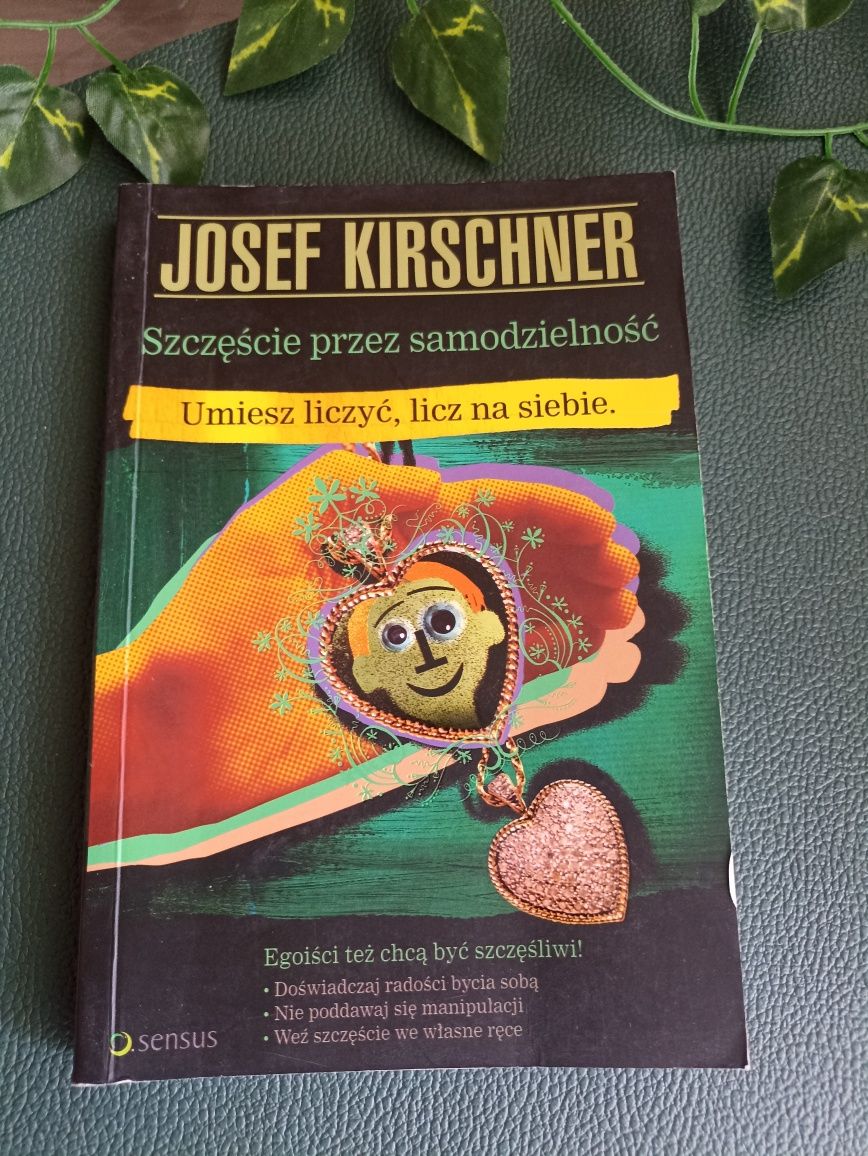 JOSEF KIRSCHNER
Szczęście przez samodzielność
Umiesz liczyć, licz na siebie.
Egoiści też chcą być szczęśliwi!
• Doświadczaj radości bycia sobą
• Nie poddawaj się manipulacji
• Weź szczęście we własne ręce
sensus